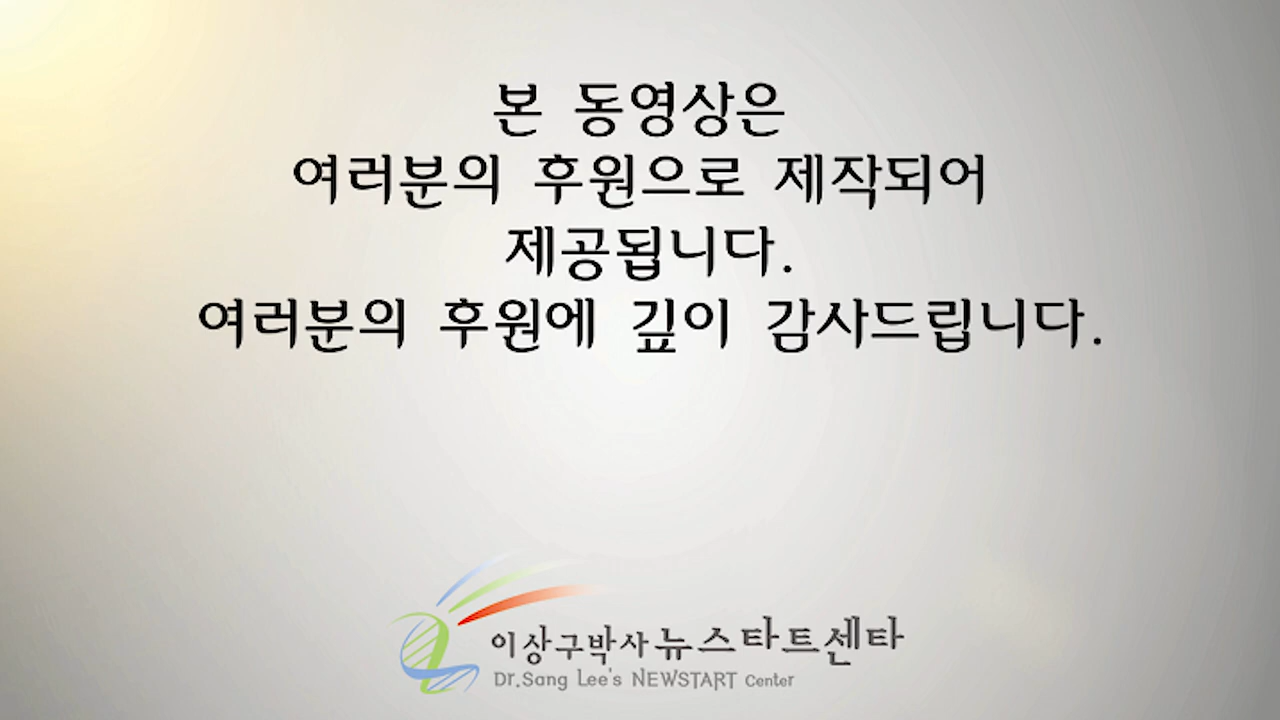 본 동영상은
여러분의 후원으로 제작되어
제공됩니다.
여러분의 후원에 깊이 감사드립니다.
이상구박사 뉴스타트센타
Dr.Sang Lee's NEWSTART Center